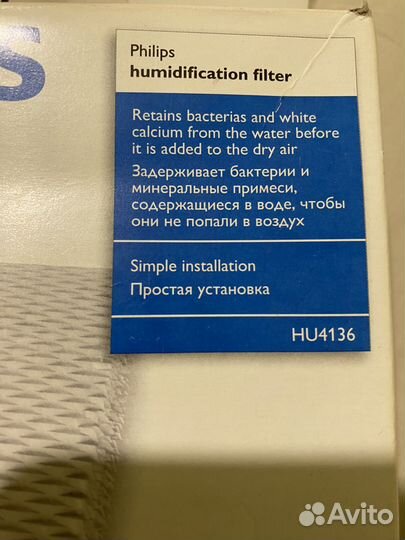 S
Philips
humidification filter
Retains bacterias and white
calcium from the water before
it is added to the dry air
Задерживает бактерии и
минеральные примеси,
содержащиеся в воде, чтобы
они не попали в воздух
Simple installation
Простая установка
HU4136
Avito